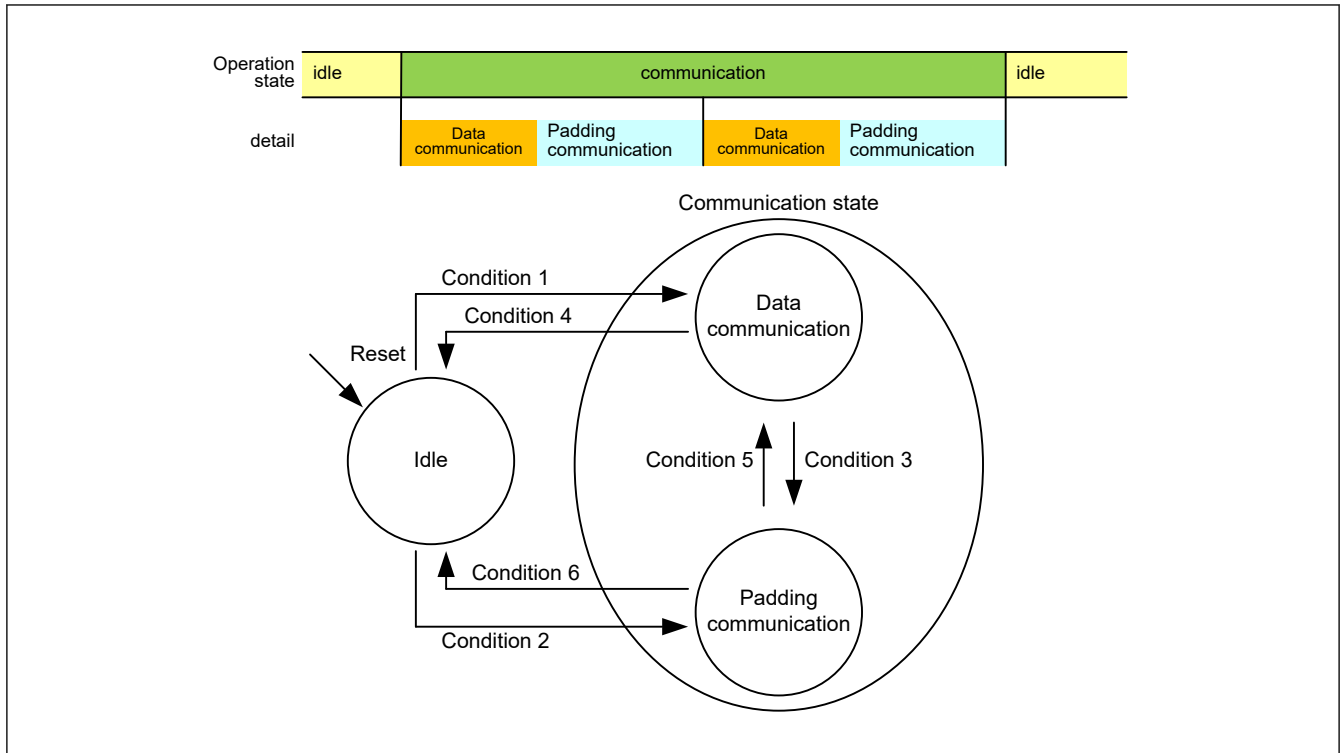 Operation
state
idle
communication
idle
detail
Data
communication
Padding
communication
Data
communication
Padding
communication
Communication state
Condition 1
Condition 4
Reset
Data
communication
Idle
Condition 5
Condition 3
Condition 6
Condition 2
Padding
communication